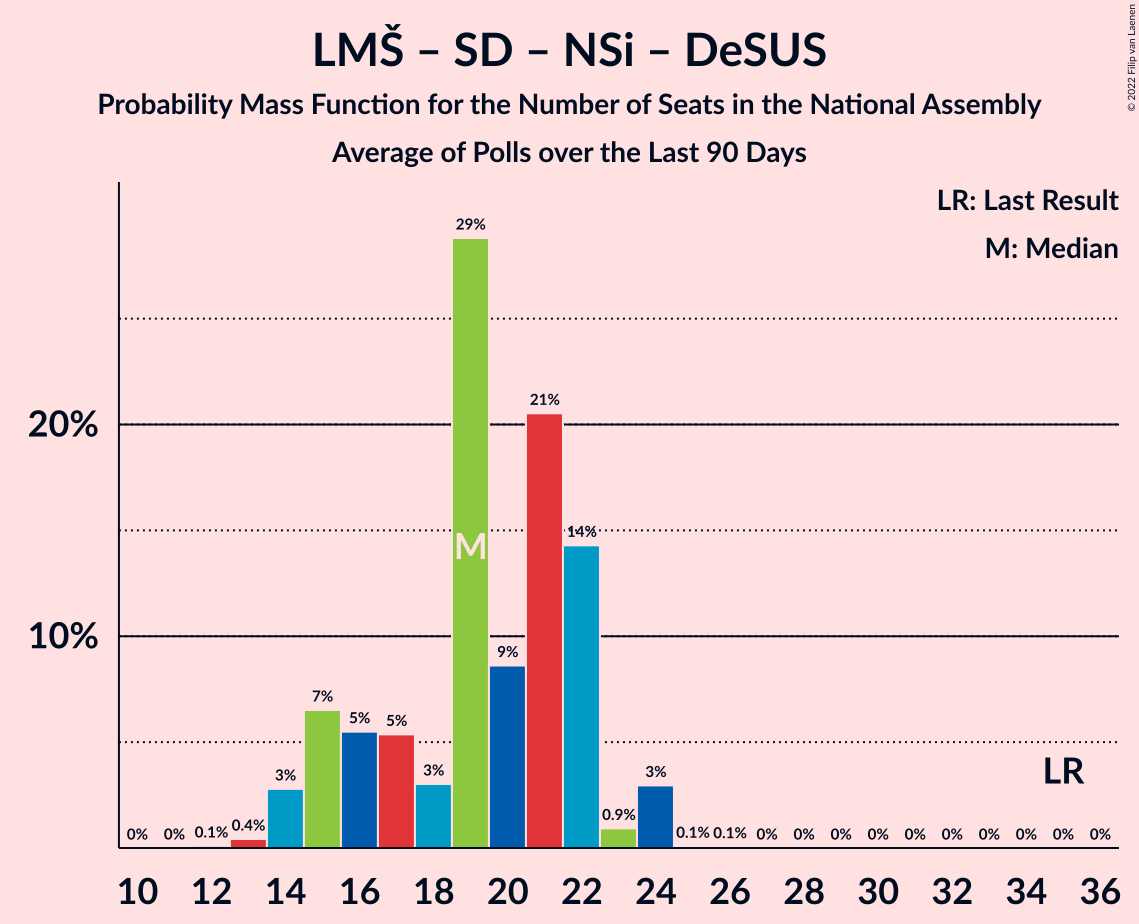 LMŠ – SD – NSi – DeSUS
Probability Mass Function for the Number of Seats in the National Assembly
Average of Polls over the Last 90 Days
© 2022 Filip van Laenen
LR: Last Result
M: Median
20%
10%
0% 0% 0.1% 0.4% 3% 7% 5% 5% 3% 29% 9% 21% 14% 0.9% 3% 0.1% 0.1% 0% 0% 0% 0% 0% 0% 0% 0% 0% 0%
M
LR
10 12 14 16 18 20 22 24 26 28 30 32 34 36